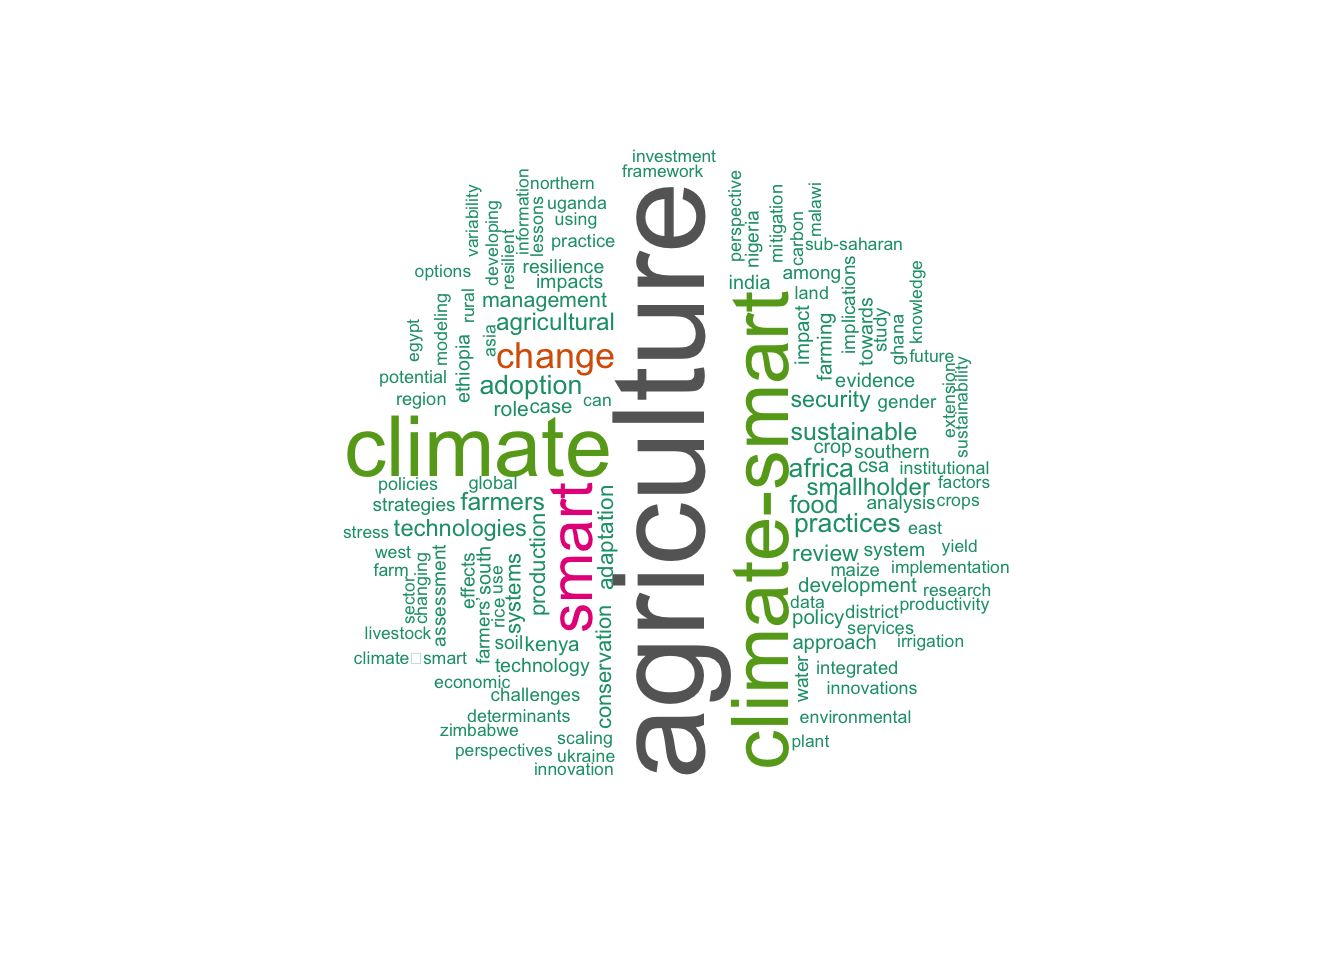 investment
framework
northern
uganda
using
practice
information
lessons
variability
developing
resilient
options
resilience
impacts
management
agricultural
rural
modeling
egypt
asia
ethiopia
change
potential
adoption
region
role
case
can
climate
policies
global
strategies
farmers
stress
technologies
smart
adaptation
production
west
farm
sector
changing
assessment
effects
farmers’
south
rice
use
systems
livestock
soil
kenya
climate□smart
technology
economic
challenges
conservation
determinants
zimbabwe
scaling
perspectives
ukraine
innovation
agriculture
climate-smart
perspective
nigeria
mitigation
carbon
malawi
sub-saharan
among
india
land
implications
knowledge
impact
farming
towards
study
ghana
future
evidence
extension
sustainability
security
gender
sustainable
crop
southern
africa
csa
institutional
smallholder
factors
food
analysis
crops
practices
east
review
system
yield
maize
implementation
development
research
data
district
productivity
policy
services
approach
irrigation
water
integrated
innovations
environmental
plant